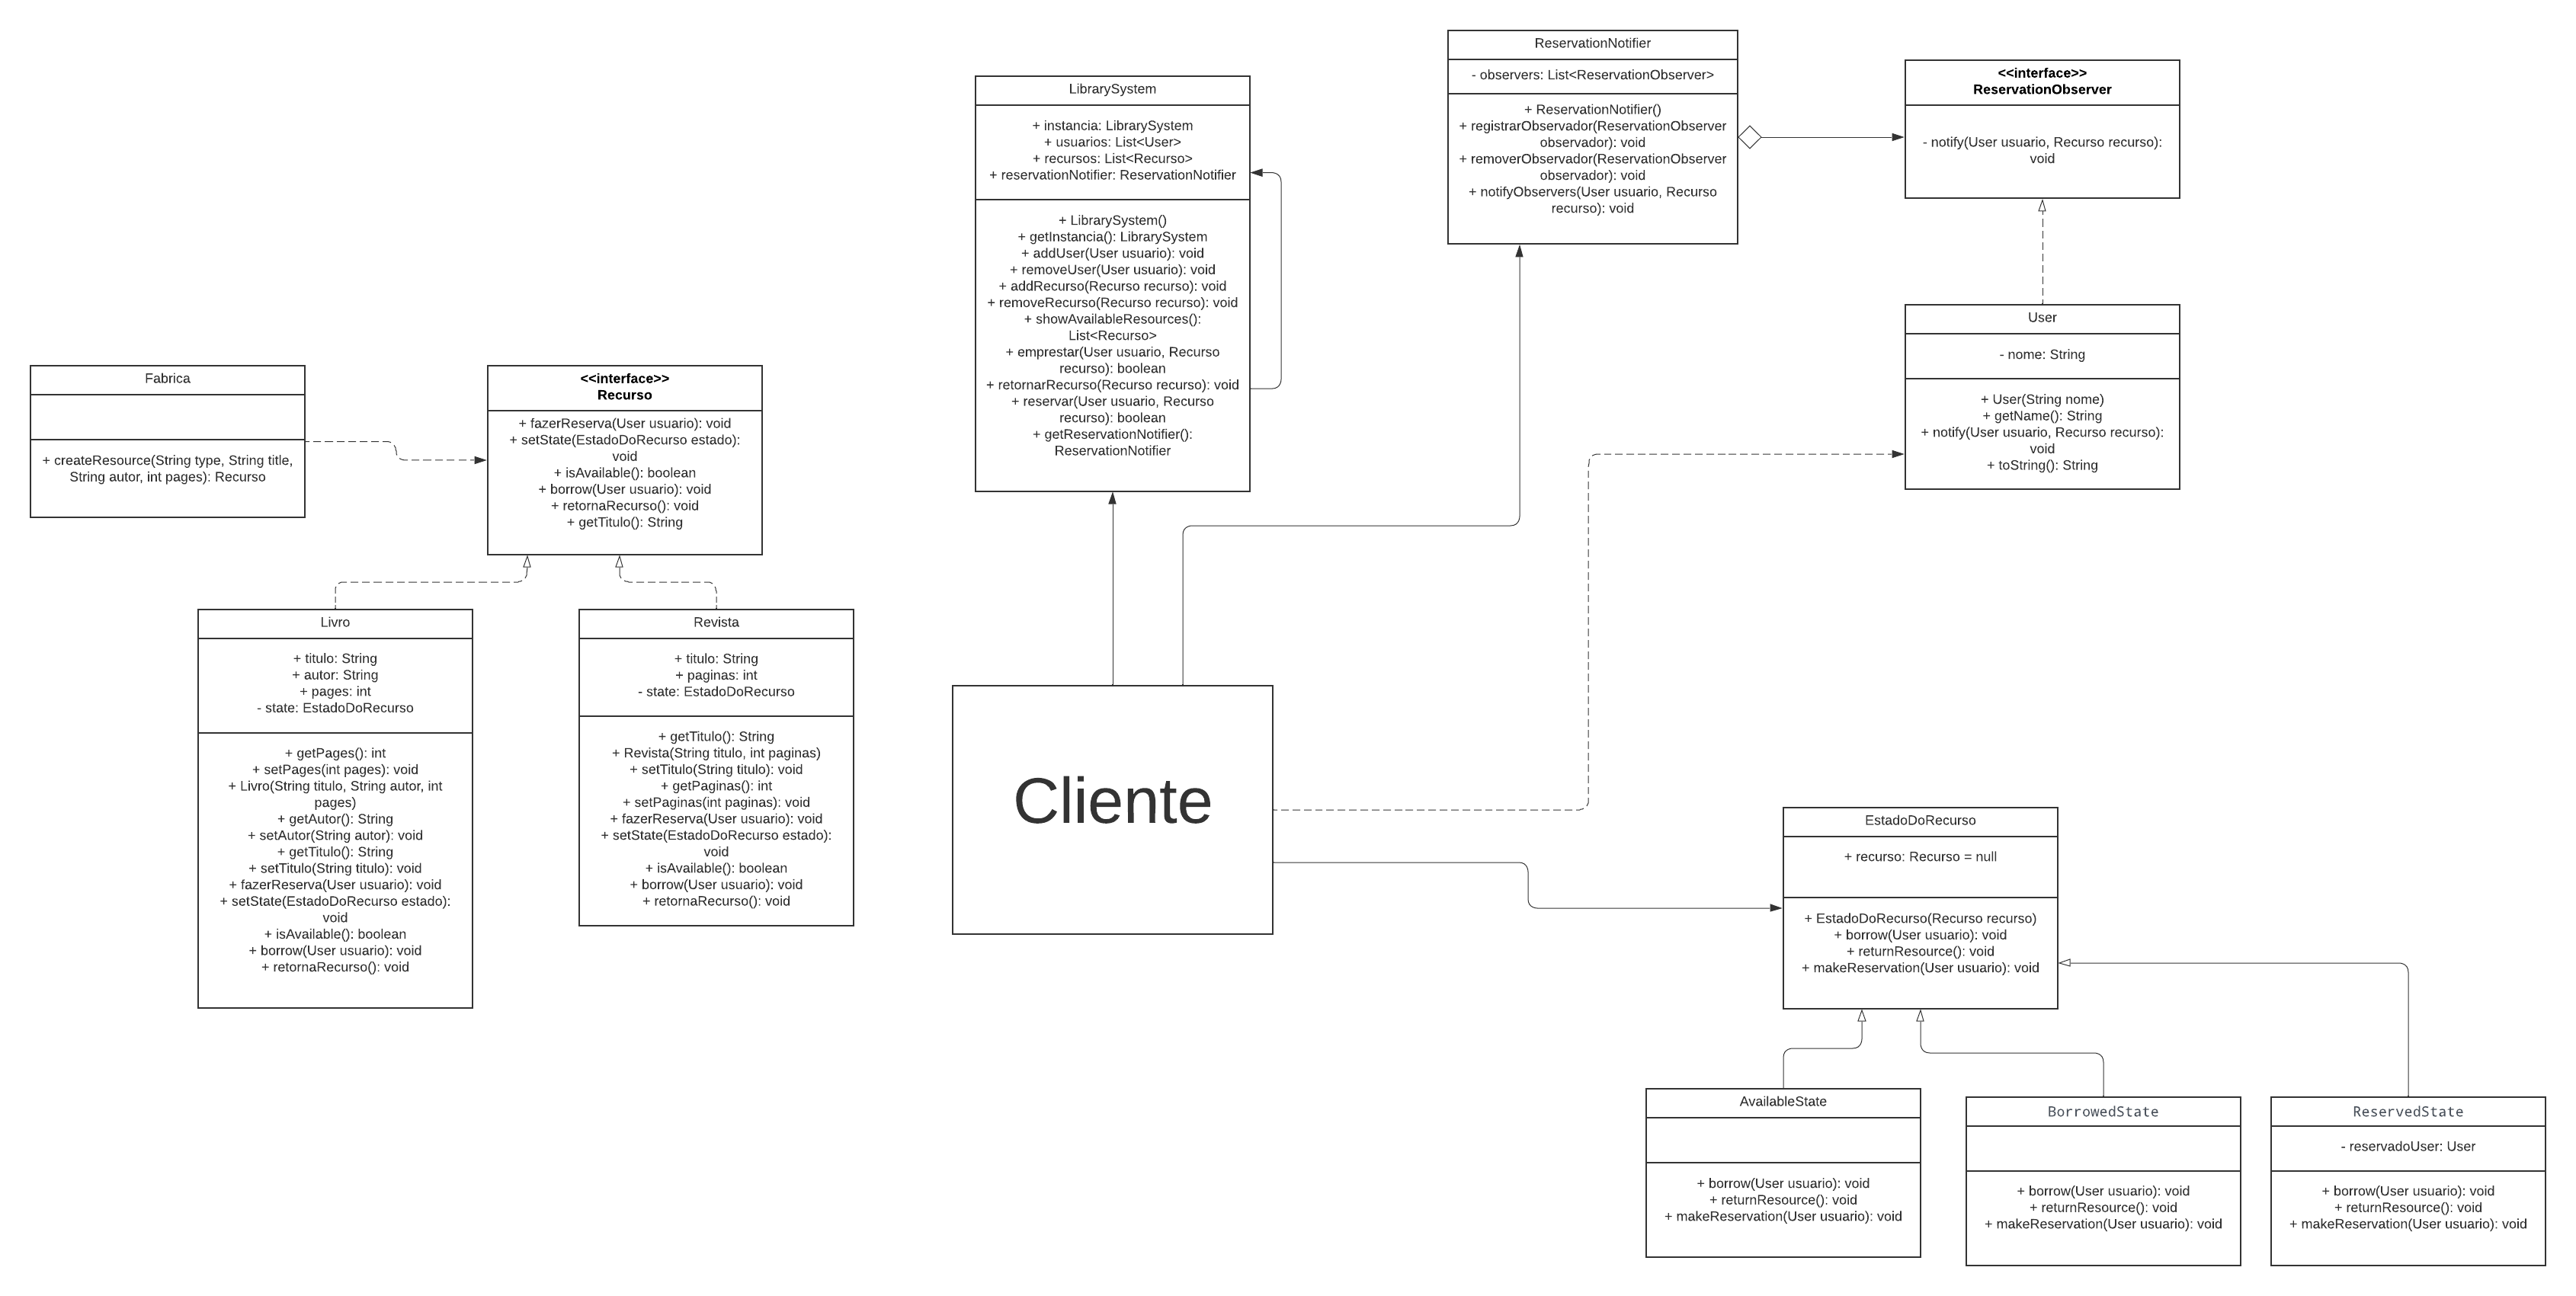 ReservationNotifier
- observers: List<ReservationObserver>
+ ReservationNotifier()
+ registrarObservador(ReservationObserver
observador): void
+ removerObservador(ReservationObserver
observador): void
+ notifyObservers(User usuario, Recurso
recurso): void
<<interface>>
ReservationObserver
- notify(User usuario, Recurso recurso):
void
LibrarySystem
+ instancia: LibrarySystem
+ usuarios: List<User>
+ recursos: List<Recurso>
+ reservationNotifier: ReservationNotifier
+ LibrarySystem()
+ getInstancia(): LibrarySystem
+ addUser(User usuario): void
+ removeUser(User usuario): void
+ addRecurso(Recurso recurso): void
+ removeRecurso(Recurso recurso): void
+ showAvailableResources():
List<Recurso>
+ emprestar(User usuario, Recurso
recurso): boolean
+ retornarRecurso(Recurso recurso): void
+ reservar(User usuario, Recurso
recurso): boolean
+ getReservationNotifier():
ReservationNotifier
User
- nome: String
+ User(String nome)
+ getName(): String
+ notify(User usuario, Recurso recurso):
void
+ toString(): String
Fabrica
+ createResource(String type, String title,
String autor, int pages): Recurso
<<interface>>
Recurso
+ fazerReserva(User usuario): void
+ setState(EstadoDoRecurso estado):
void
+ isAvailable(): boolean
+ borrow(User usuario): void
+ retornaRecurso(): void
+ getTitulo(): String
Livro
+ titulo: String
+ autor: String
+ pages: int
- state: EstadoDoRecurso
+ getPages(): int
+ setPages(int pages): void
+ Livro(String titulo, String autor, int
pages)
+ getAutor(): String
+ setAutor(String autor): void
+ getTitulo(): String
+ setTitulo(String titulo): void
+ fazerReserva(User usuario): void
+ setState(EstadoDoRecurso estado):
void
+ isAvailable(): boolean
+ borrow(User usuario): void
+ retornaRecurso(): void
Revista
+ titulo: String
+ paginas: int
- state: EstadoDoRecurso
+ getTitulo(): String
+ Revista(String titulo, int paginas)
+ setTitulo(String titulo): void
+ getPaginas(): int
+ setPaginas(int paginas): void
+ fazerReserva(User usuario): void
+ setState(EstadoDoRecurso estado):
void
+ isAvailable(): boolean
+ borrow(User usuario): void
+ retornaRecurso(): void
Cliente
EstadoDoRecurso
+ recurso: Recurso = null
+ EstadoDoRecurso(Recurso recurso)
+ borrow(User usuario): void
+ returnResource(): void
+ makeReservation(User usuario): void
AvailableState
+ borrow(User usuario): void
+ returnResource(): void
+ makeReservation(User usuario): void
BorrowedState
+ borrow(User usuario): void
+ returnResource(): void
+ makeReservation(User usuario): void
ReservedState
- reservadoUser: User
+ borrow(User usuario): void
+ returnResource(): void
+ makeReservation(User usuario): void